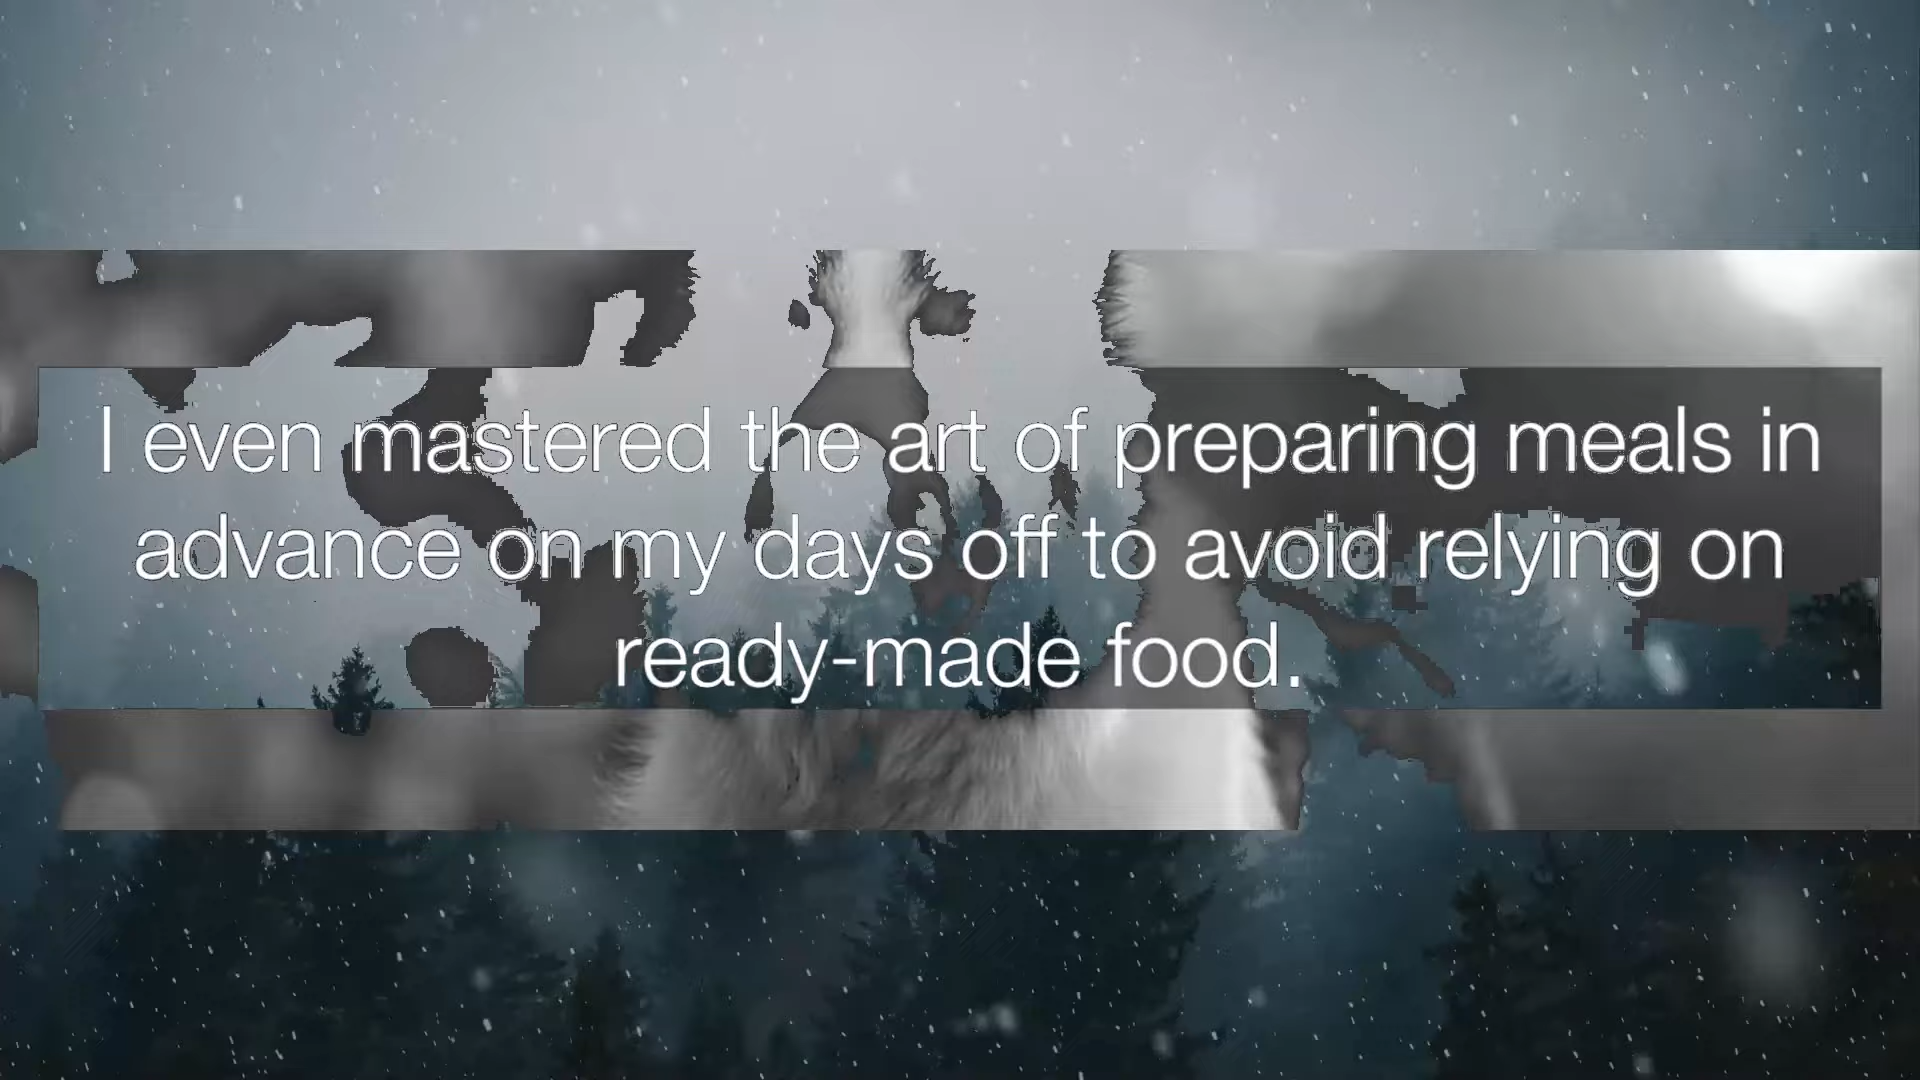 I even mastered the art of preparing meals in
advance on my days off to avoid relying on
ready-made food.